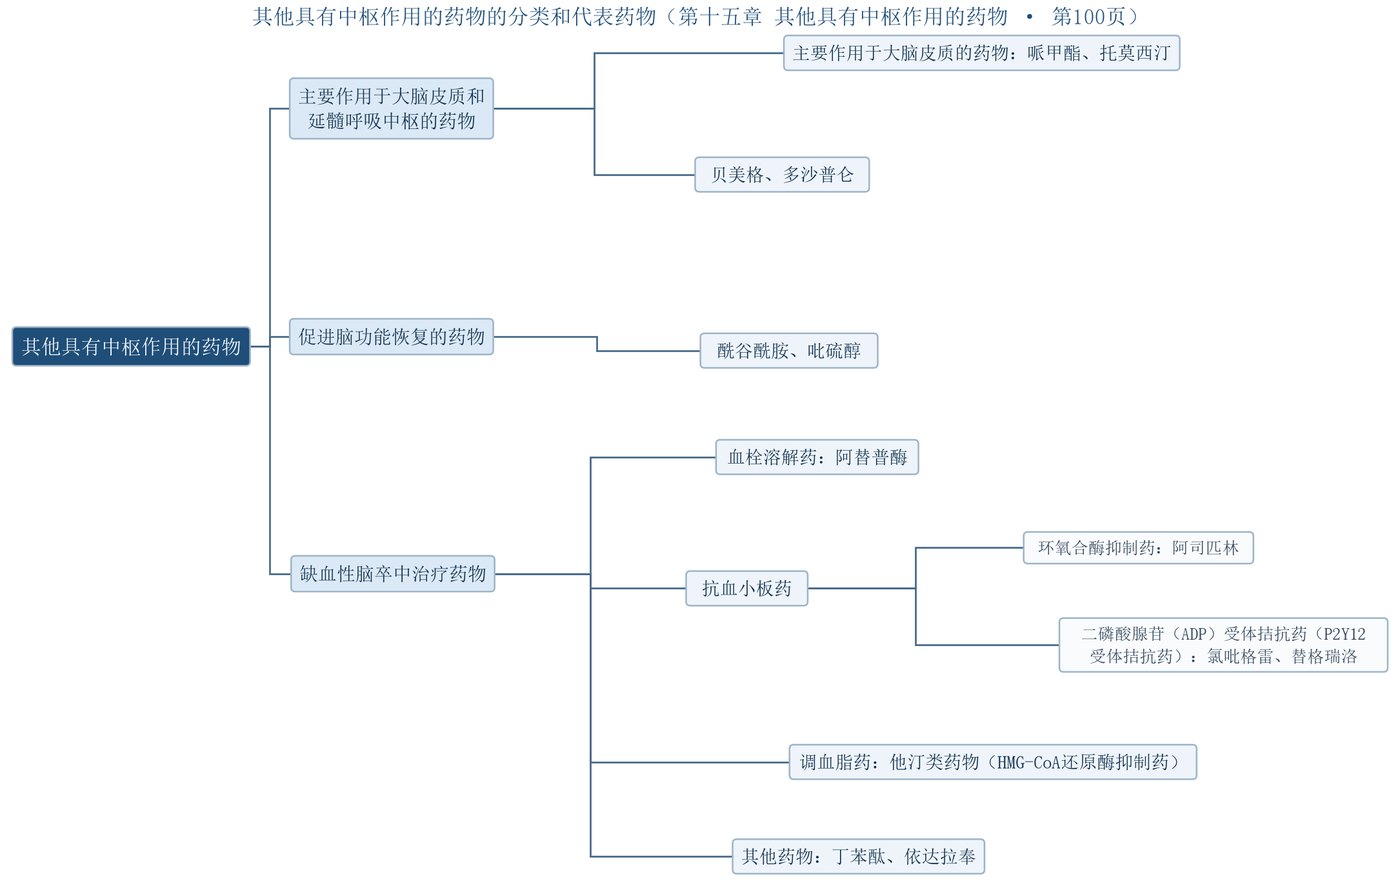 其他具有中枢作用的药物的分类和代表药物（第十五章 其他具有中枢作用的药物 • 第100页）
主要作用于大脑皮质的药物：哌甲酯、托莫西汀
主要作用于大脑皮质和
延髓呼吸中枢的药物
贝美格、多沙普仑
其他具有中枢作用的药物
促进脑功能恢复的药物
酰谷酰胺、吡硫醇
血栓溶解药：阿替普酶
缺血性脑卒中治疗药物
抗血小板药
环氧合酶抑制药：阿司匹林
二磷酸腺苷（ADP）受体拮抗药（P2Y12
受体拮抗药）：氯吡格雷、替格瑞洛
调血脂药：他汀类药物（HMG-CoA还原酶抑制药）
其他药物：丁苯酞、依达拉奉